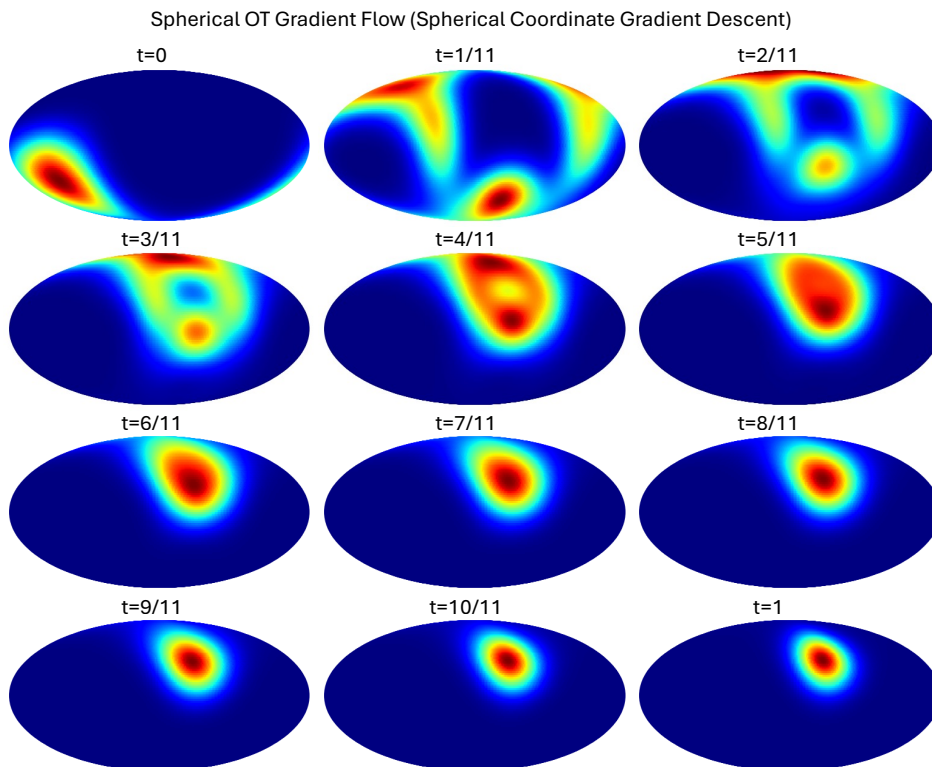 Spherical OT Gradient Flow (Spherical Coordinate Gradient Descent)
t=0
t=1/11
t=2/11
t=3/11
t=4/11
t=5/11
t=6/11
t=7/11
t=8/11
t=9/11
t=10/11
t=1